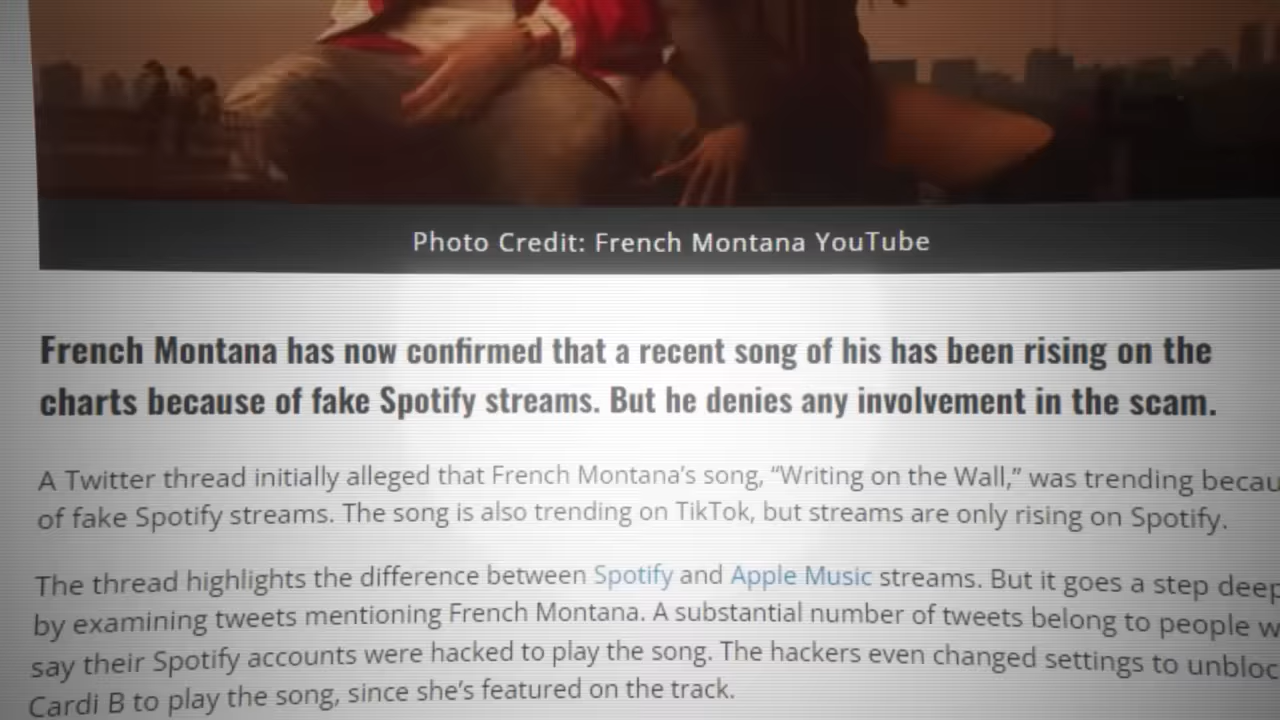 Photo Credit: French Montana YouTube
French Montana has now confirmed that a recent song of his has been rising on the
charts because of fake Spotify streams. But he denies any involvement in the scam.
A Twitter thread initially alleged that French Montana's song, “Writing on the Wall,” was trending becau
of fake Spotify streams. The song is also trending on TikTok, but streams are only rising on Spotify.
The thread highlights the difference between Spotify and Apple Music streams. But it goes a step deep
by examining tweets mentioning French Montana. A substantial number of tweets belong to people w
say their Spotify accounts were hacked to play the song. The hackers even changed settings to unbloc
Cardi B to play the song, since she's featured on the track.